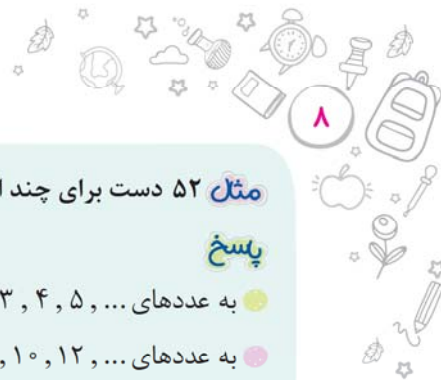 ۸
مثال ۵۲ دست برای چند
پاسخ
به عددهای ... , ۵ , ۴ , ۳
به عددهای ... , ۱۲ , ۱۰ ,